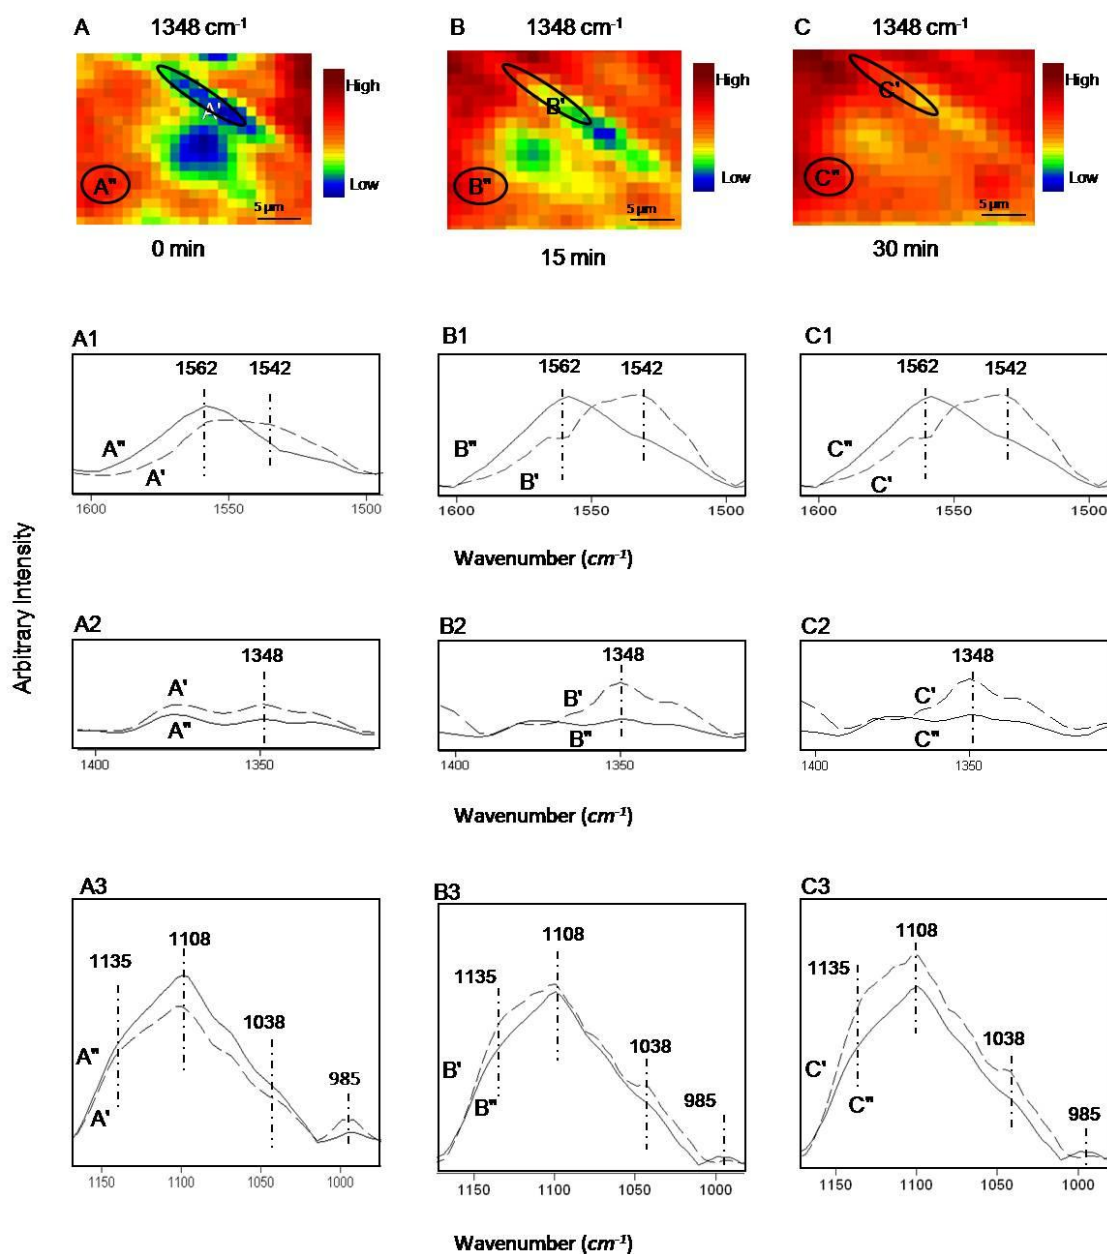 A 1348 cm⁻¹ B 1348 cm⁻¹ C 1348 cm⁻¹
High High High
A' B' C'
A" B" C"
Low Low Low
5 µm 5 µm 5 µm
0 min 15 min 30 min
A1 B1 C1
1562 1542 1562 1542 1562 1542
A" B" C"
A' B' C'
1600 1550 1500 1600 1550 1500 1600 1550 1500
Wavenumber (cm⁻¹)
Arbitrary Intensity
A2 B2 C2
1348 1348 1348
A' B' C'
A" B" C"
1400 1350 1400 1350 1400 1350
Wavenumber (cm⁻¹)
A3 B3 C3
1135 1108 1038 985 1135 1108 1038 985 1135 1108 1038 985
A" B' C'
A' B" C"
1150 1100 1050 1000 1150 1100 1050 1000 1150 1100 1050 1000
Wavenumber (cm⁻¹)